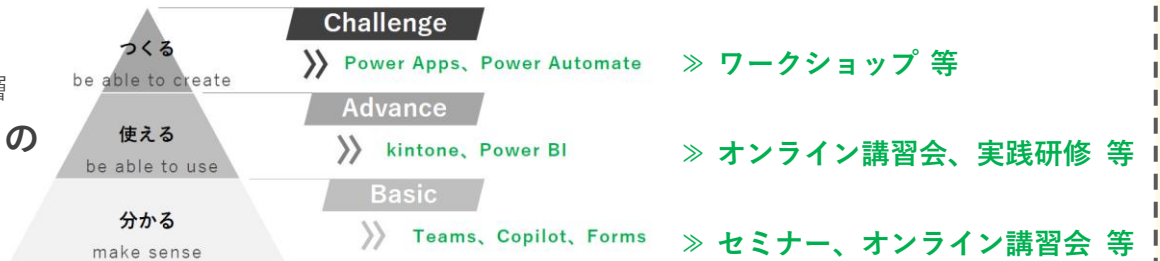 Challenge
つくる
be able to create
Power Apps、Power Automate
≫ ワークショップ 等
層
の
Advance
使える
be able to use
kintone、Power BI
≫ オンライン講習会、実践研修 等
Basic
分かる
make sense
Teams、Copilot、Forms
≫ セミナー、オンライン講習会 等